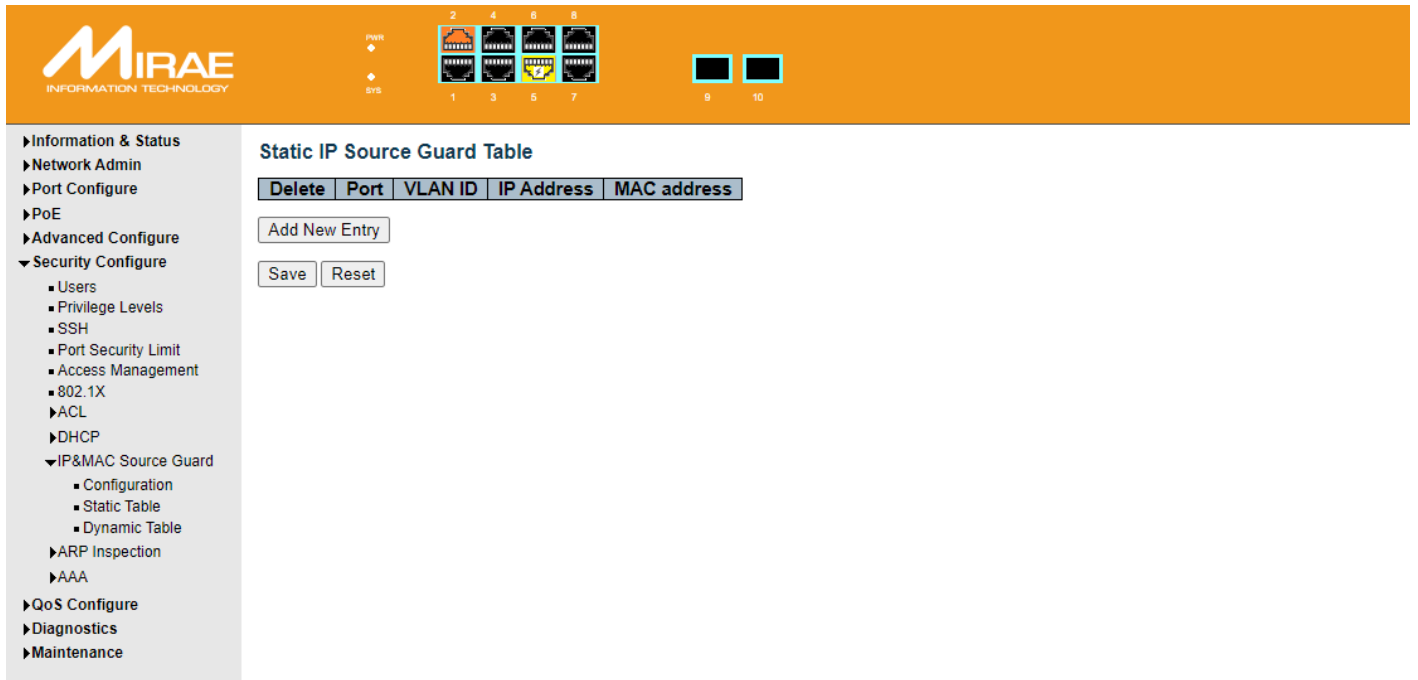 MIRAE
INFORMATION TECHNOLOGY
PWR
SYS
2 4 6 8
1 3 5 7
9 10
Information & Status
Network Admin
Port Configure
PoE
Advanced Configure
Security Configure
Users
Privilege Levels
SSH
Port Security Limit
Access Management
802.1X
ACL
DHCP
IP&MAC Source Guard
Configuration
Static Table
Dynamic Table
ARP Inspection
AAA
QoS Configure
Diagnostics
Maintenance
Static IP Source Guard Table
Delete Port VLAN ID IP Address MAC address
Add New Entry
Save Reset